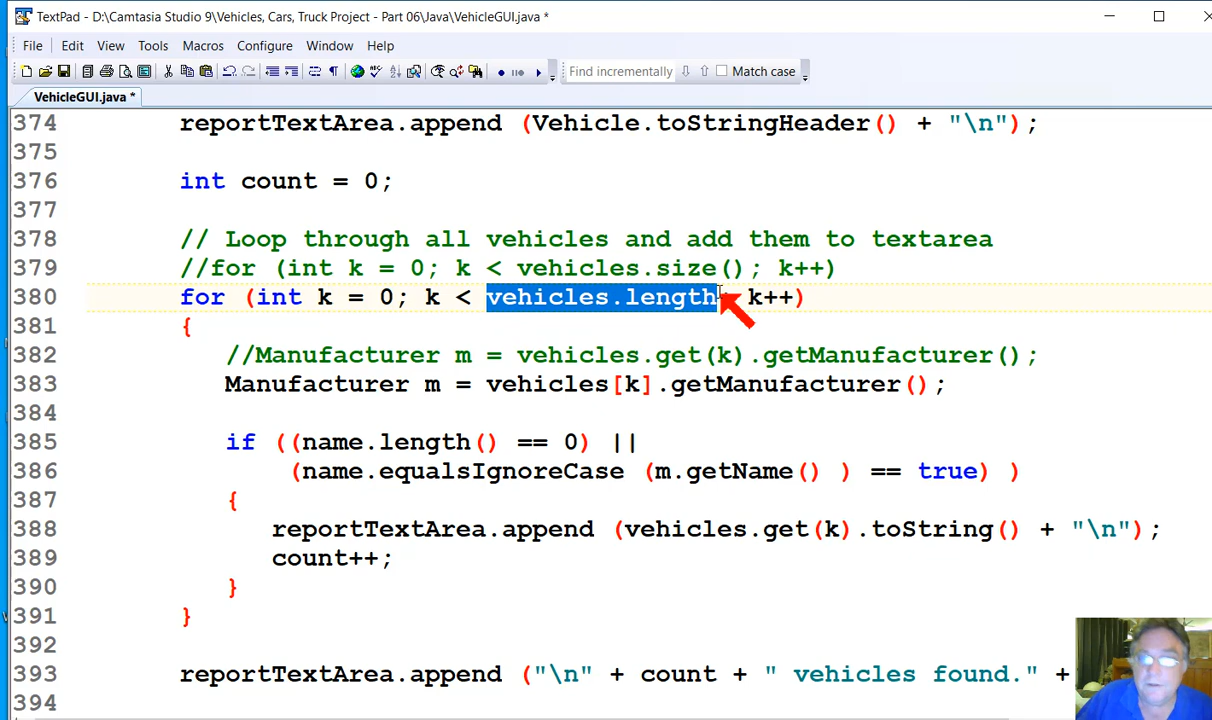 TextPad - D:\Camtasia Studio 9\Vehicles, Cars, Truck Project - Part 06\Java\VehicleGUI.java *
File Edit View Tools Macros Configure Window Help
Find incrementally Match case
VehicleGUI.java *
374 reportTextArea.append (Vehicle.toStringHeader() + "\n");
375
376 int count = 0;
377
378 // Loop through all vehicles and add them to textarea
379 //for (int k = 0; k < vehicles.size(); k++)
380 for (int k = 0; k < vehicles.length; k++)
381 {
382 //Manufacturer m = vehicles.get(k).getManufacturer();
383 Manufacturer m = vehicles[k].getManufacturer();
384
385 if ((name.length() == 0) ||
386 (name.equalsIgnoreCase (m.getName() ) == true) )
387 {
388 reportTextArea.append (vehicles.get(k).toString() + "\n");
389 count++;
390 }
391 }
392
393 reportTextArea.append ("\n" + count + " vehicles found." +
394